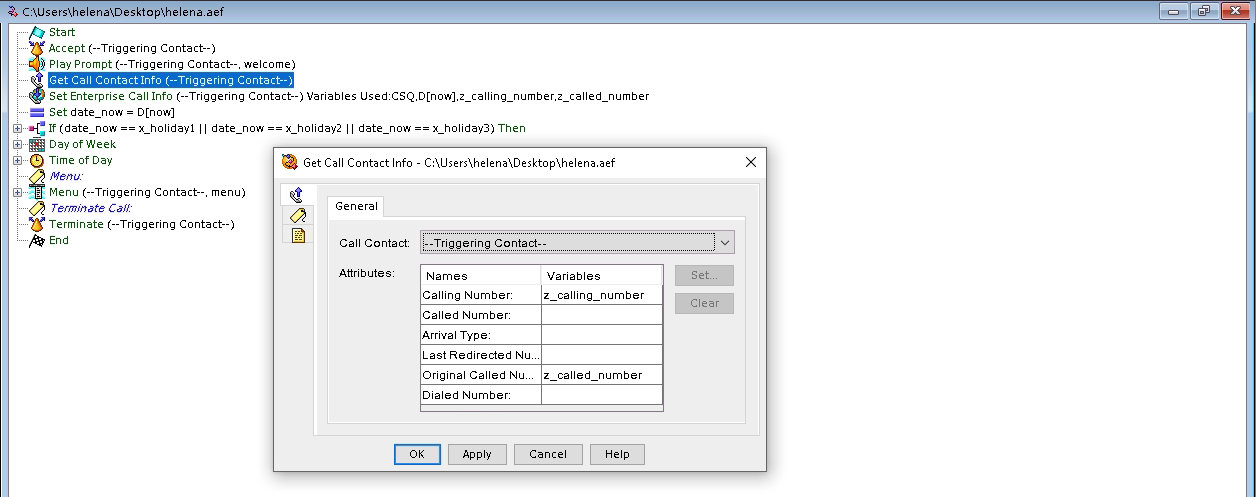 C:\Users\helena\Desktop\helena.aef
Start
Accept (--Triggering Contact--)
Play Prompt (--Triggering Contact--, welcome)
Get Call Contact Info (--Triggering Contact--)
Set Enterprise Call Info (--Triggering Contact--) Variables Used:CSQ,D[now],z_calling_number,z_called_number
Set date_now = D[now]
If (date_now == x_holiday1 || date_now == x_holiday2 || date_now == x_holiday3) Then
Day of Week
Time of Day
Menu:
Menu (--Triggering Contact--, menu)
Terminate Call:
Terminate (--Triggering Contact--)
End
Get Call Contact Info - C:\Users\helena\Desktop\helena.aef
General
Call Contact: --Triggering Contact--
Attributes:
Names Variables
Calling Number: z_calling_number
Called Number:
Arrival Type:
Last Redirected Nu...
Original Called Nu... z_called_number
Dialed Number:
Set...
Clear
OK Apply Cancel Help